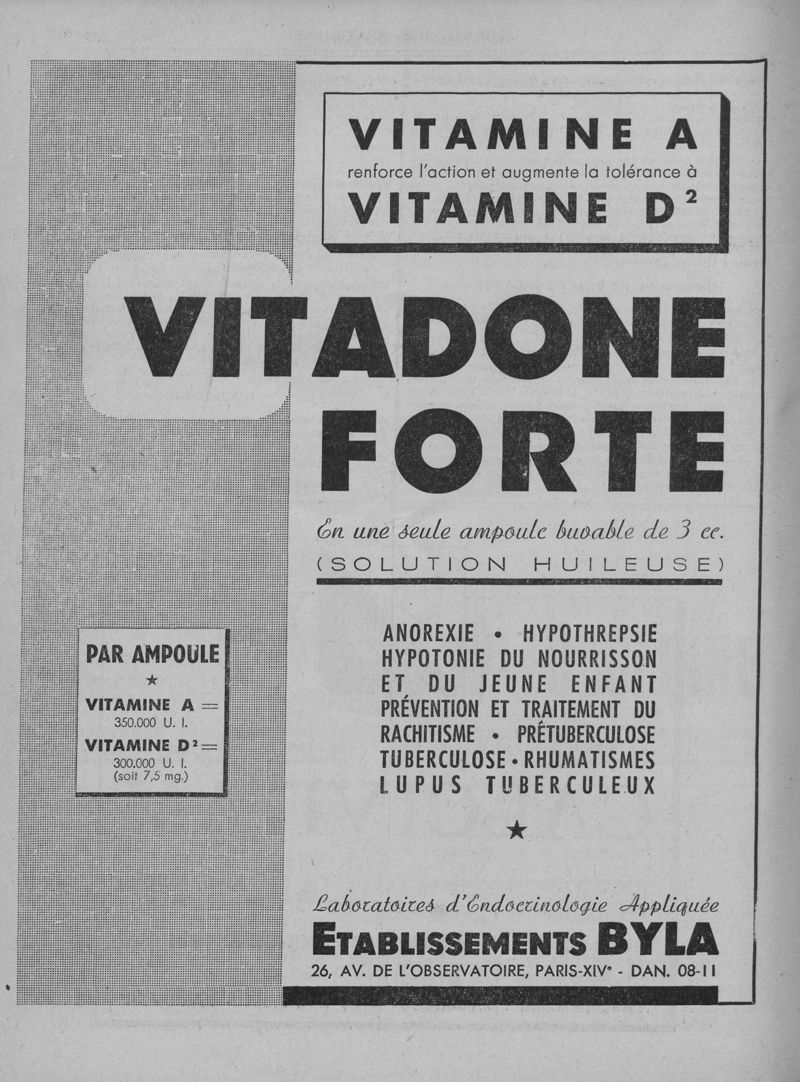 VITAMINE A
renforce l'action et augmente la tolérance à
VITAMINE D²
VITADONE
FORTE
En une seule ampoule buvable de 3 cc.
(SOLUTION HUILEUSE)
PAR AMPOULE
VITAMINE A =
350.000 U. I.
VITAMINE D² =
300.000 U. I.
(soit 7,5 mg.)
ANOREXIE • HYPOTHREPSIE
HYPOTONIE DU NOURRISSON
ET DU JEUNE ENFANT
PRÉVENTION ET TRAITEMENT DU
RACHITISME • PRÉTUBERCULOSE
TUBERCULOSE • RHUMATISMES
LUPUS TUBERCULEUX
Laboratoires d'Endocrinologie Appliquée
ETABLISSEMENTS BYLA
26, AV. DE L'OBSERVATOIRE, PARIS-XIVe - DAN. 08-11